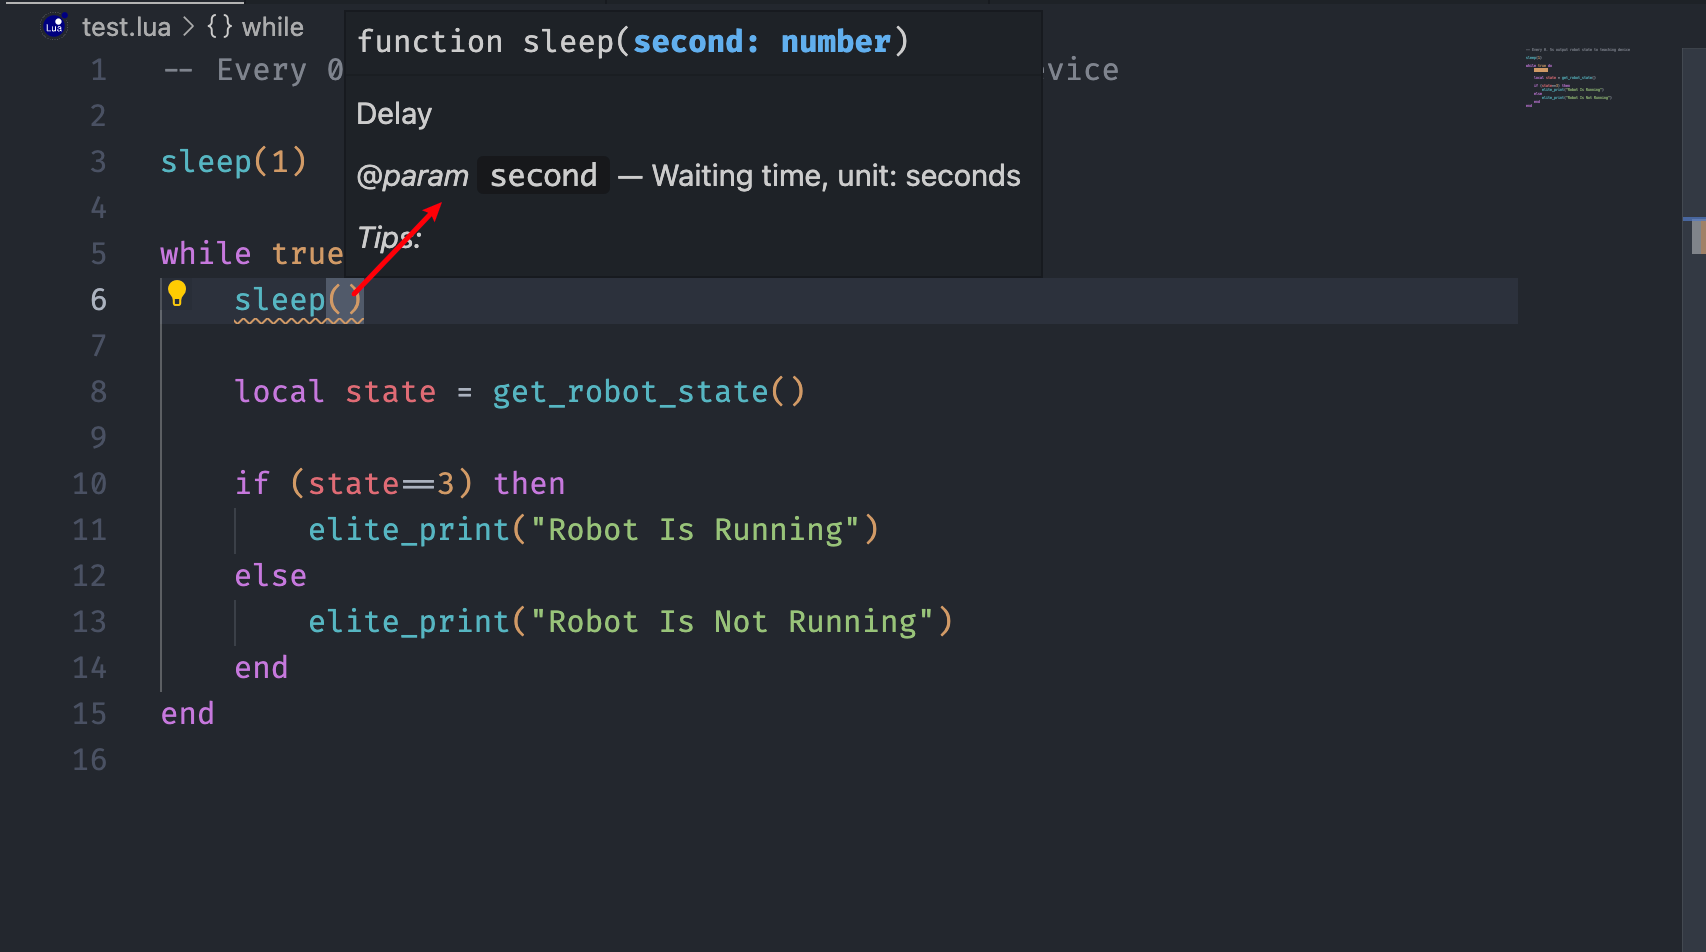 Lua test.lua > {} while
function sleep(second: number)
1 -- Every 0 vice
Delay
2
3 sleep(1)
@param second — Waiting time, unit: seconds
4
Tips:
5 while true
6 sleep()
7
8 local state = get_robot_state()
9
10 if (state==3) then
11 elite_print("Robot Is Running")
12 else
13 elite_print("Robot Is Not Running")
14 end
15 end
16